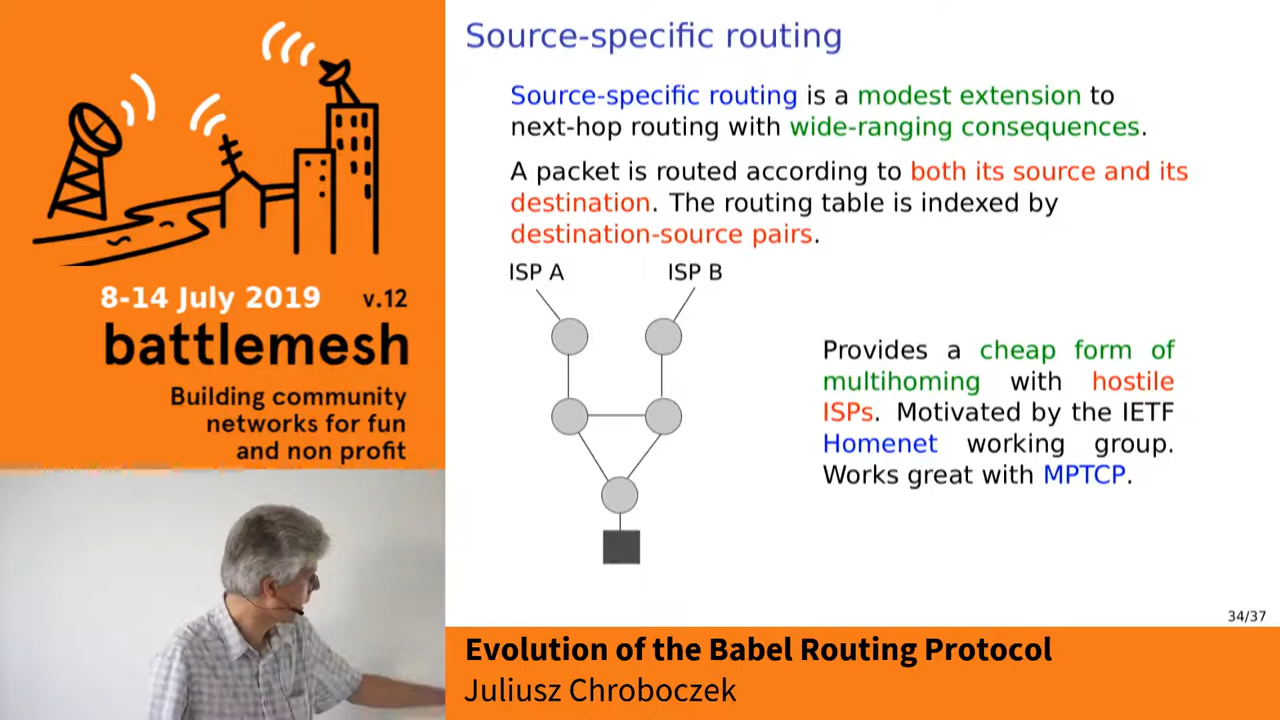 8-14 July 2019 v.12
battlemesh
Building community
networks for fun
and non profit
Source-specific routing
Source-specific routing is a modest extension to
next-hop routing with wide-ranging consequences.
A packet is routed according to both its source and its
destination. The routing table is indexed by
destination-source pairs.
ISP A ISP B
Provides a cheap form of
multihoming with hostile
ISPs. Motivated by the IETF
Homenet working group.
Works great with MPTCP.
34/37
Evolution of the Babel Routing Protocol
Juliusz Chroboczek